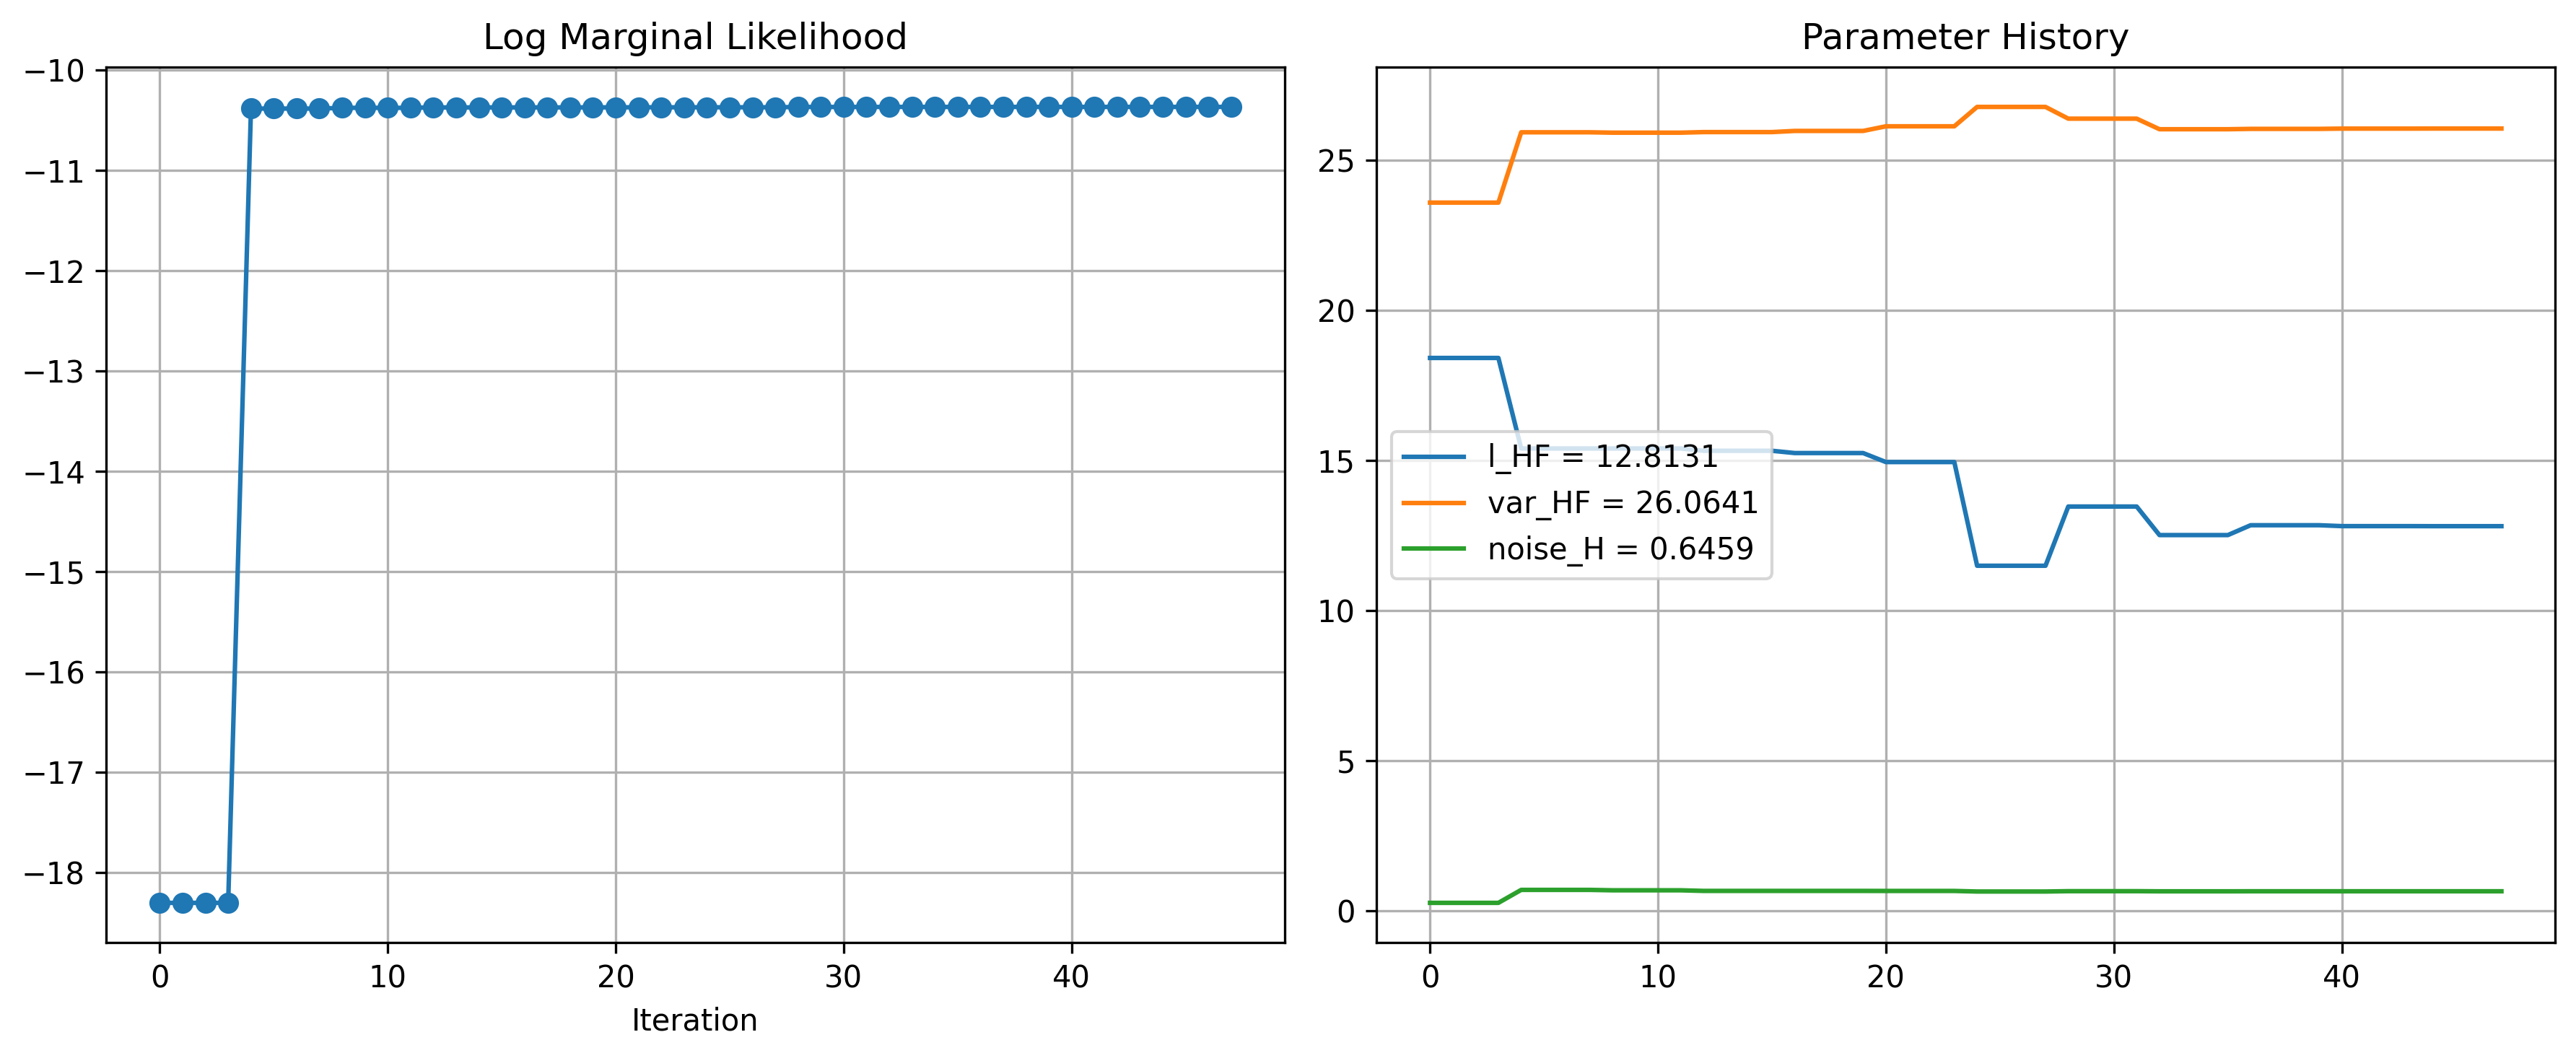 Log Marginal Likelihood
−10
−11
−12
−13
−14
−15
−16
−17
−18
0 10 20 30 40
Iteration
Parameter History
25
20
15
10
5
0
l_HF = 12.8131
var_HF = 26.0641
noise_H = 0.6459
0 10 20 30 40